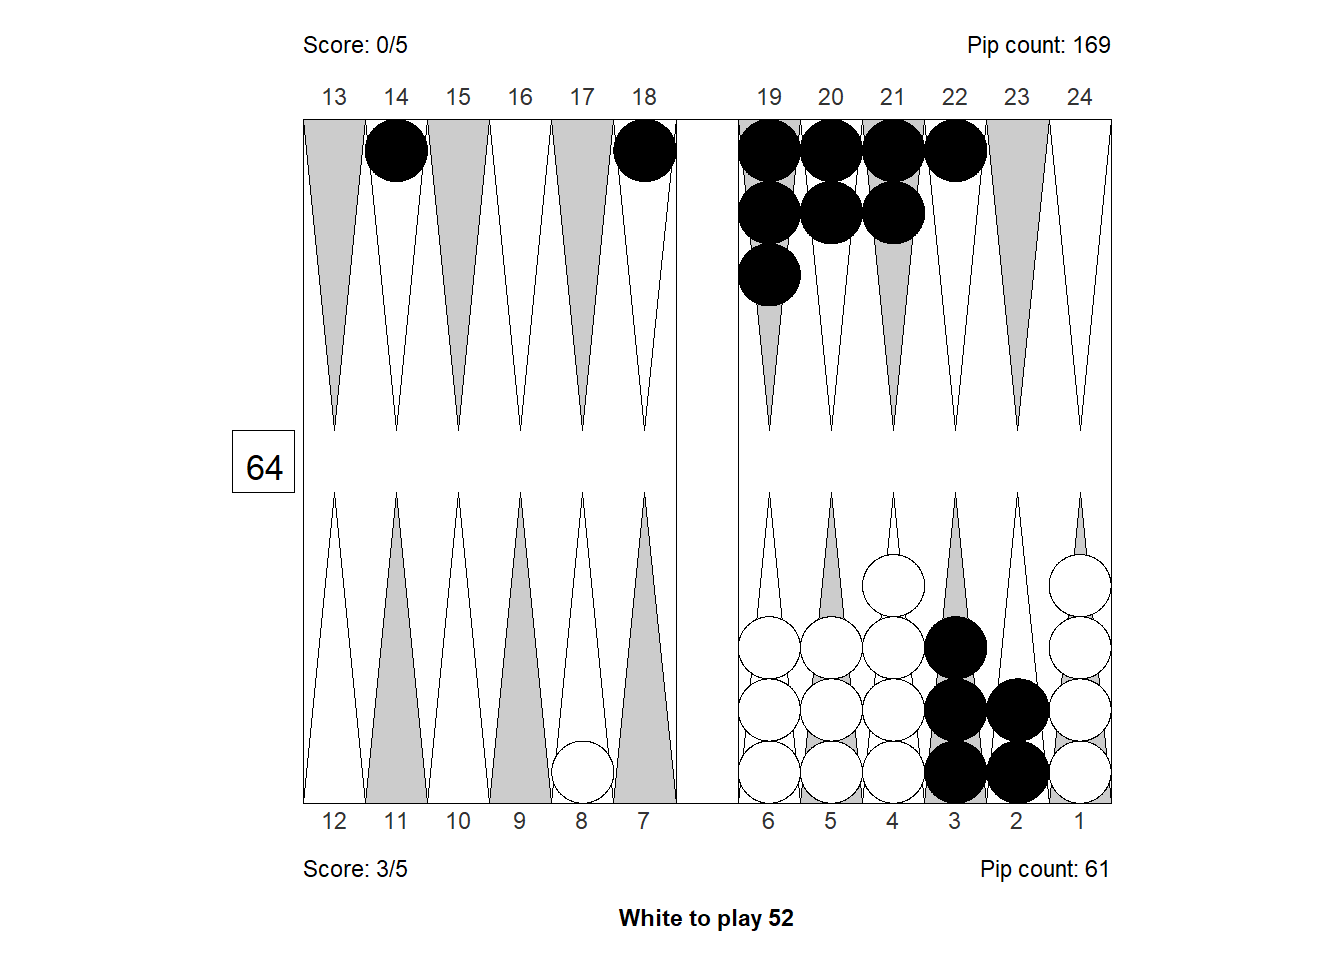 Score: 0/5 Pip count: 169
13 14 15 16 17 18 19 20 21 22 23 24
64
12 11 10 9 8 7 6 5 4 3 2 1
Score: 3/5 Pip count: 61
White to play 52